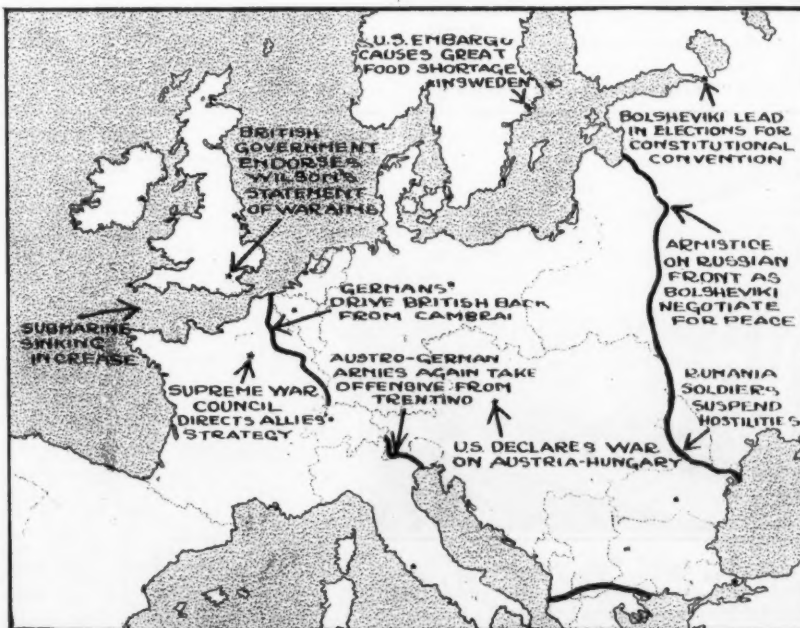 U.S. EMBARGO
CAUSES GREAT
FOOD SHORTAGE
IN SWEDEN
BOLSHEVIKI LEAD
IN ELECTIONS FOR
CONSTITUTIONAL
CONVENTION
BRITISH
GOVERNMENT
ENDORSES
WILSON'S
STATEMENT
OF WAR AIMS
ARMISTICE
ON RUSSIAN
FRONT AS
BOLSHEVIKI
NEGOTIATE
FOR PEACE
GERMANS
DRIVE BRITISH BACK
FROM CAMBRAI
SUBMARINE
SINKING
INCREASE
AUSTRO-GERMAN
ARMIES AGAIN TAKE
OFFENSIVE FROM
TRENTINO
RUMANIA
SOLDIERS
SUSPEND
HOSTILITIES
SUPREME WAR
COUNCIL
DIRECTS ALLIES'
STRATEGY
U.S. DECLARES WAR
ON AUSTRIA-HUNGARY